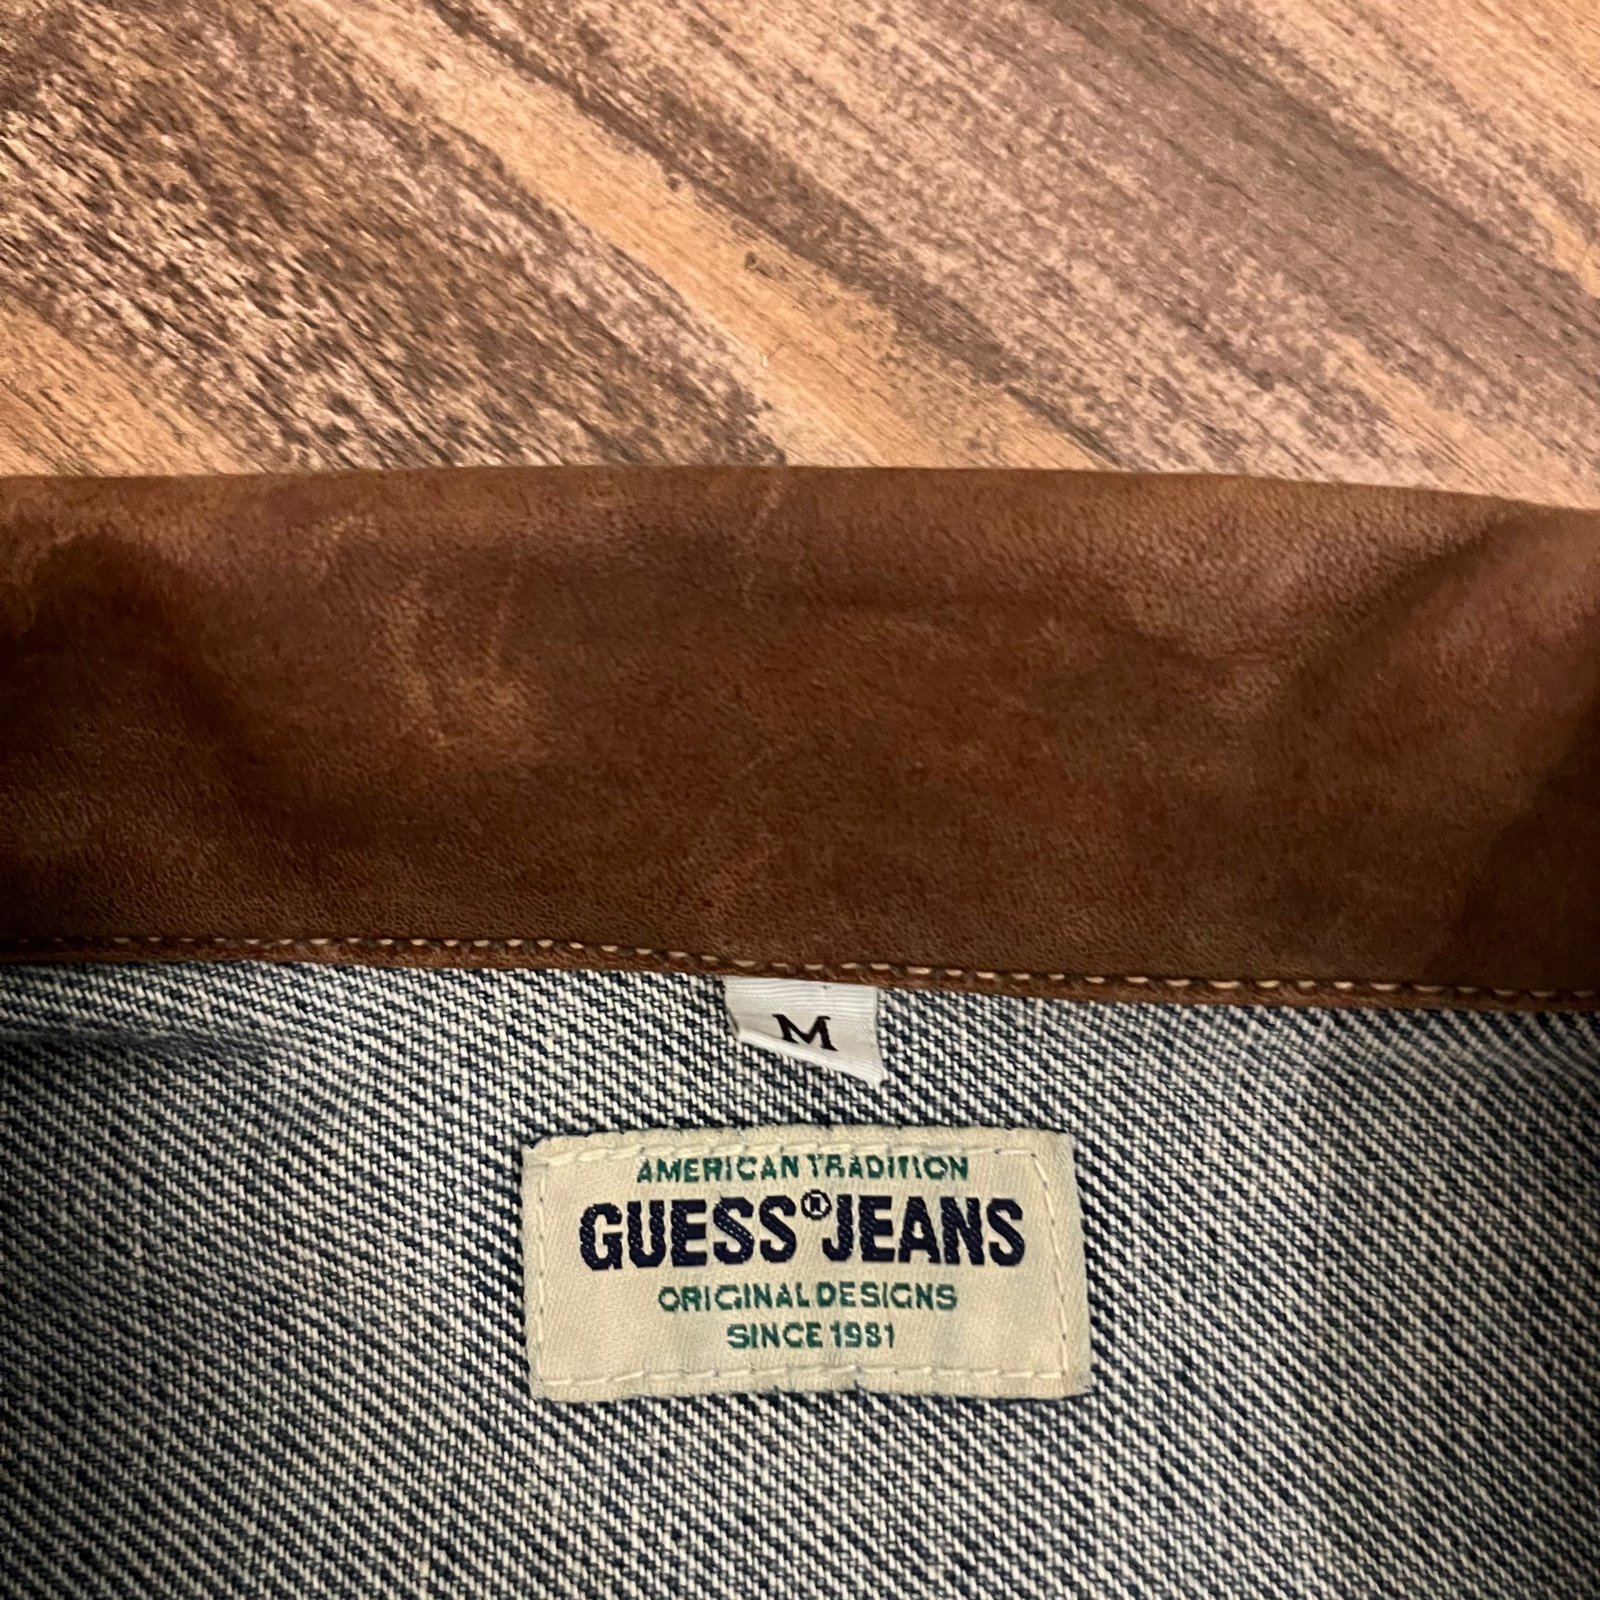 M
AMERICAN TRADITION
GUESS®JEANS
ORIGINAL DESIGNS
SINCE 1981